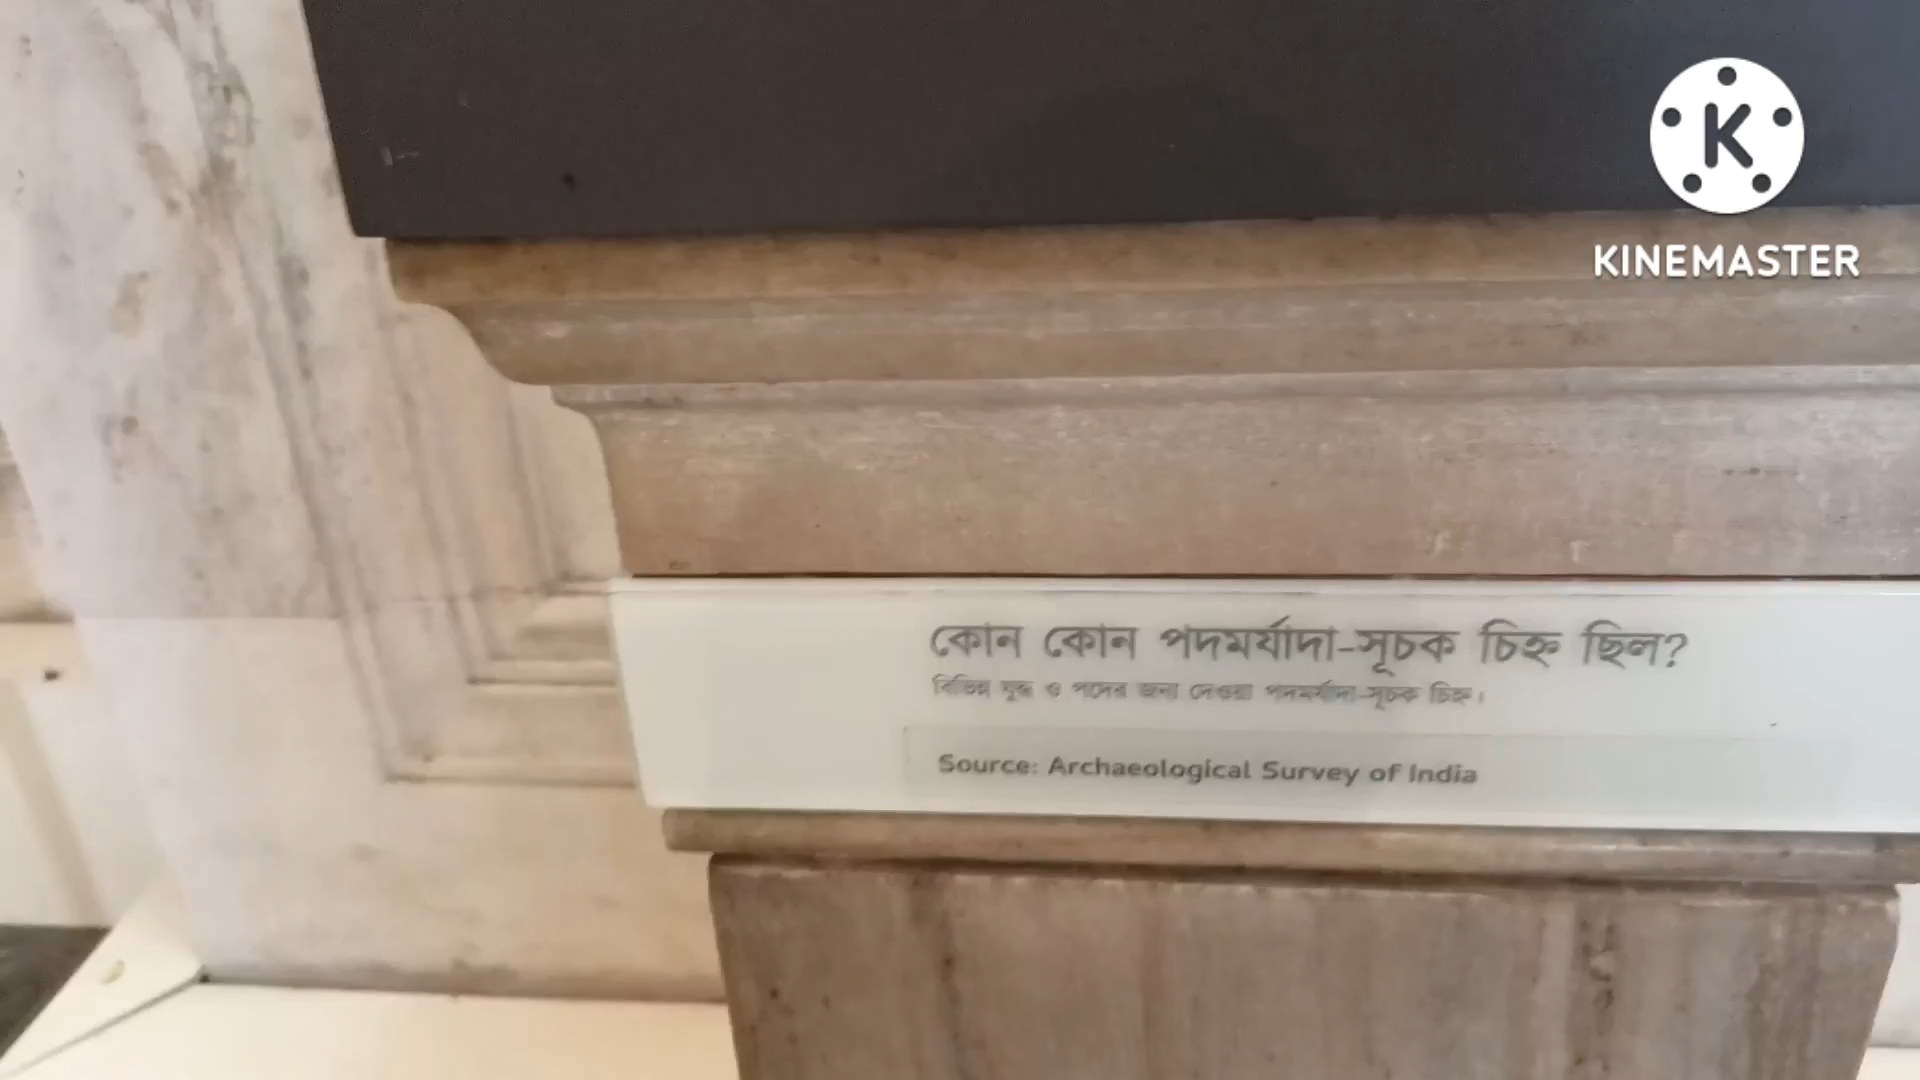 KINEMASTER
কোন কোন পদমর্যাদা-সূচক চিহ্ন ছিল?
বিভিন্ন যুদ্ধ ও পদের জন্য দেওয়া পদমর্যাদা-সূচক চিহ্ন।
Source: Archaeological Survey of India